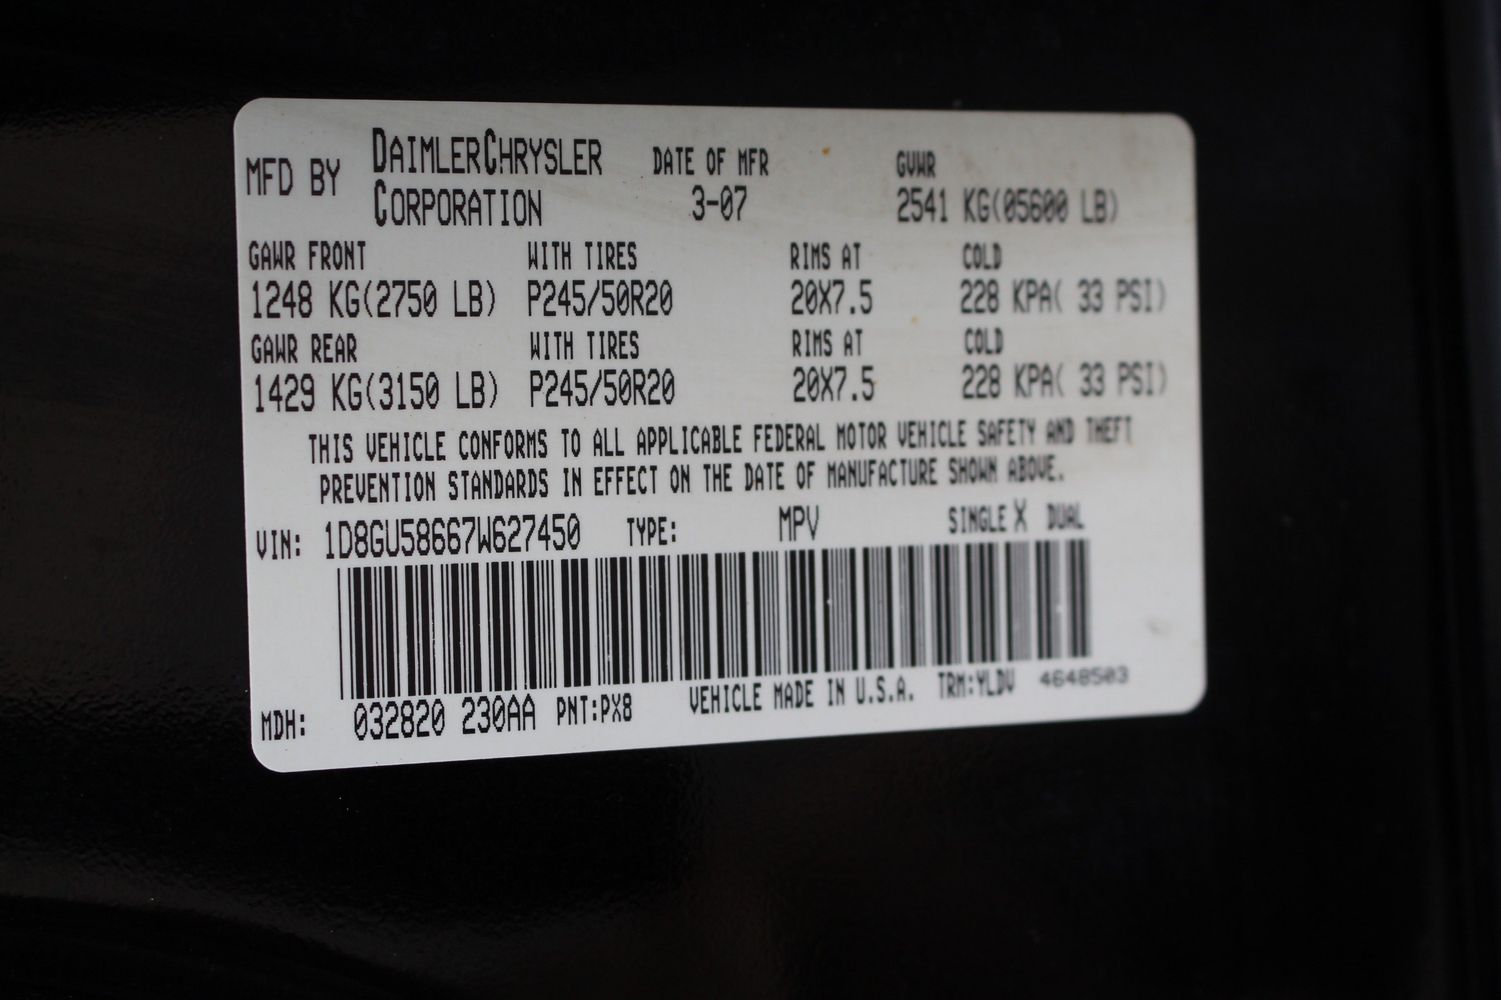 MFD BY DAIMLERCHRYSLER CORPORATION DATE OF MFR 3-07 GVWR 2541 KG(05600 LB)
GAWR FRONT WITH TIRES RIMS AT COLD
1248 KG(2750 LB) P245/50R20 20X7.5 228 KPA( 33 PSI)
GAWR REAR WITH TIRES RIMS AT COLD
1429 KG(3150 LB) P245/50R20 20X7.5 228 KPA( 33 PSI)
THIS VEHICLE CONFORMS TO ALL APPLICABLE FEDERAL MOTOR VEHICLE SAFETY AND THEFT
PREVENTION STANDARDS IN EFFECT ON THE DATE OF MANUFACTURE SHOWN ABOVE.
VIN: 1D8GU58667W627450 TYPE: MPV SINGLE X DUAL
MDH: 032820 230AA PNT:PX8 VEHICLE MADE IN U.S.A. TRM:YLDV 4648503